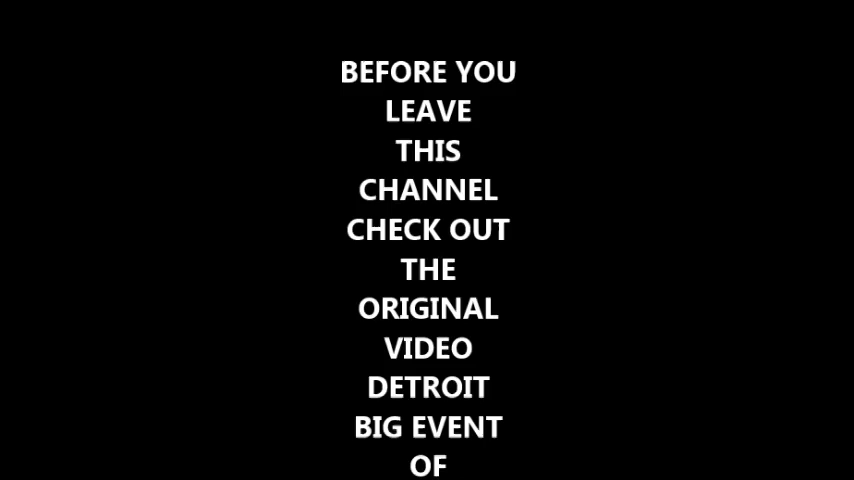 BEFORE YOU
LEAVE
THIS
CHANNEL
CHECK OUT
THE
ORIGINAL
VIDEO
DETROIT
BIG EVENT
OF